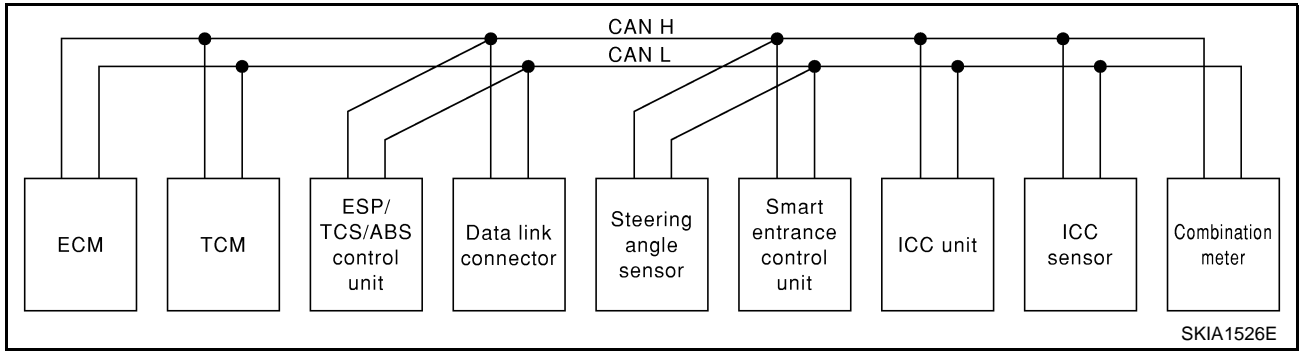 CAN H
CAN L
ECM
TCM
ESP/
TCS/ABS
control
unit
Data link
connector
Steering
angle
sensor
Smart
entrance
control
unit
ICC unit
ICC
sensor
Combination
meter
SKIA1526E